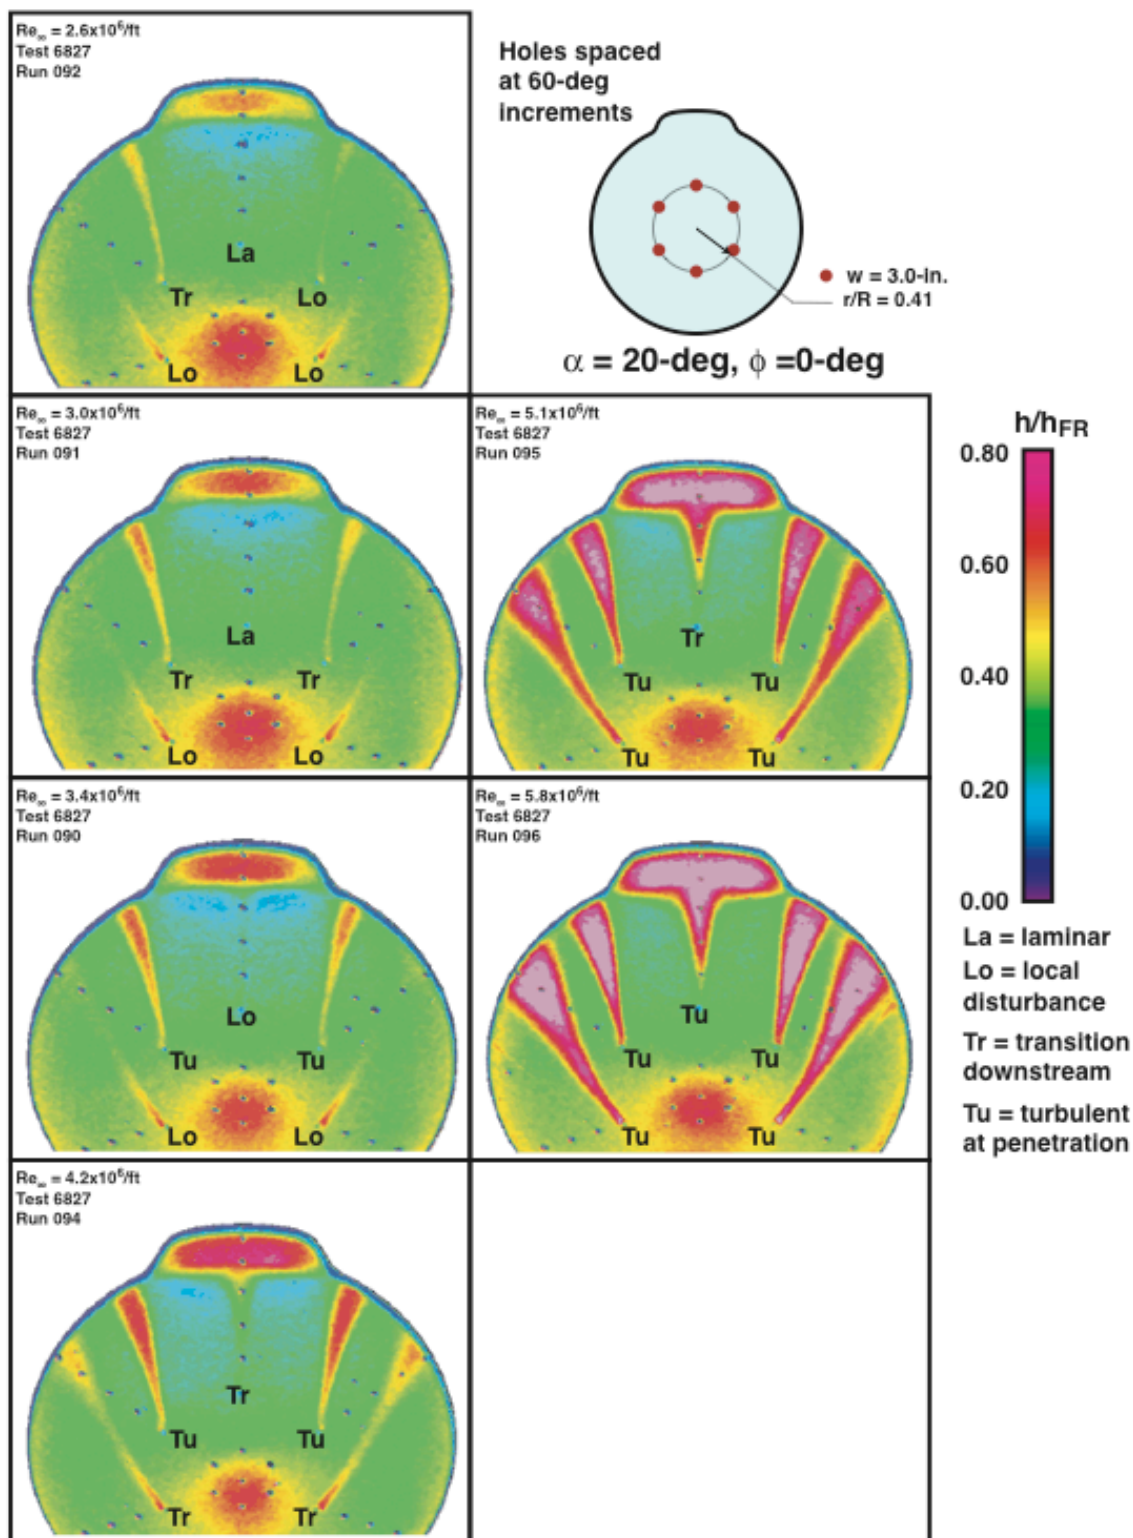 Re∞ = 2.6x10⁶/ft
Test 6827
Run 092
La
Tr
Lo
Lo
Lo
Holes spaced
at 60-deg
increments
w = 3.0-in.
r/R = 0.41
α = 20-deg, ϕ =0-deg
Re∞ = 3.0x10⁶/ft
Test 6827
Run 091
La
Tr
Tr
Lo
Lo
Re∞ = 5.1x10⁶/ft
Test 6827
Run 095
Tr
Tu
Tu
Tu
Tu
h/hFR
0.80
0.60
0.40
0.20
0.00
Re∞ = 3.4x10⁶/ft
Test 6827
Run 090
Lo
Tu
Tu
Lo
Lo
Re∞ = 5.8x10⁶/ft
Test 6827
Run 096
Tu
Tu
Tu
Tu
Tu
La = laminar
Lo = local
disturbance
Tr = transition
downstream
Tu = turbulent
at penetration
Re∞ = 4.2x10⁶/ft
Test 6827
Run 094
Tr
Tu
Tu
Tr
Tr